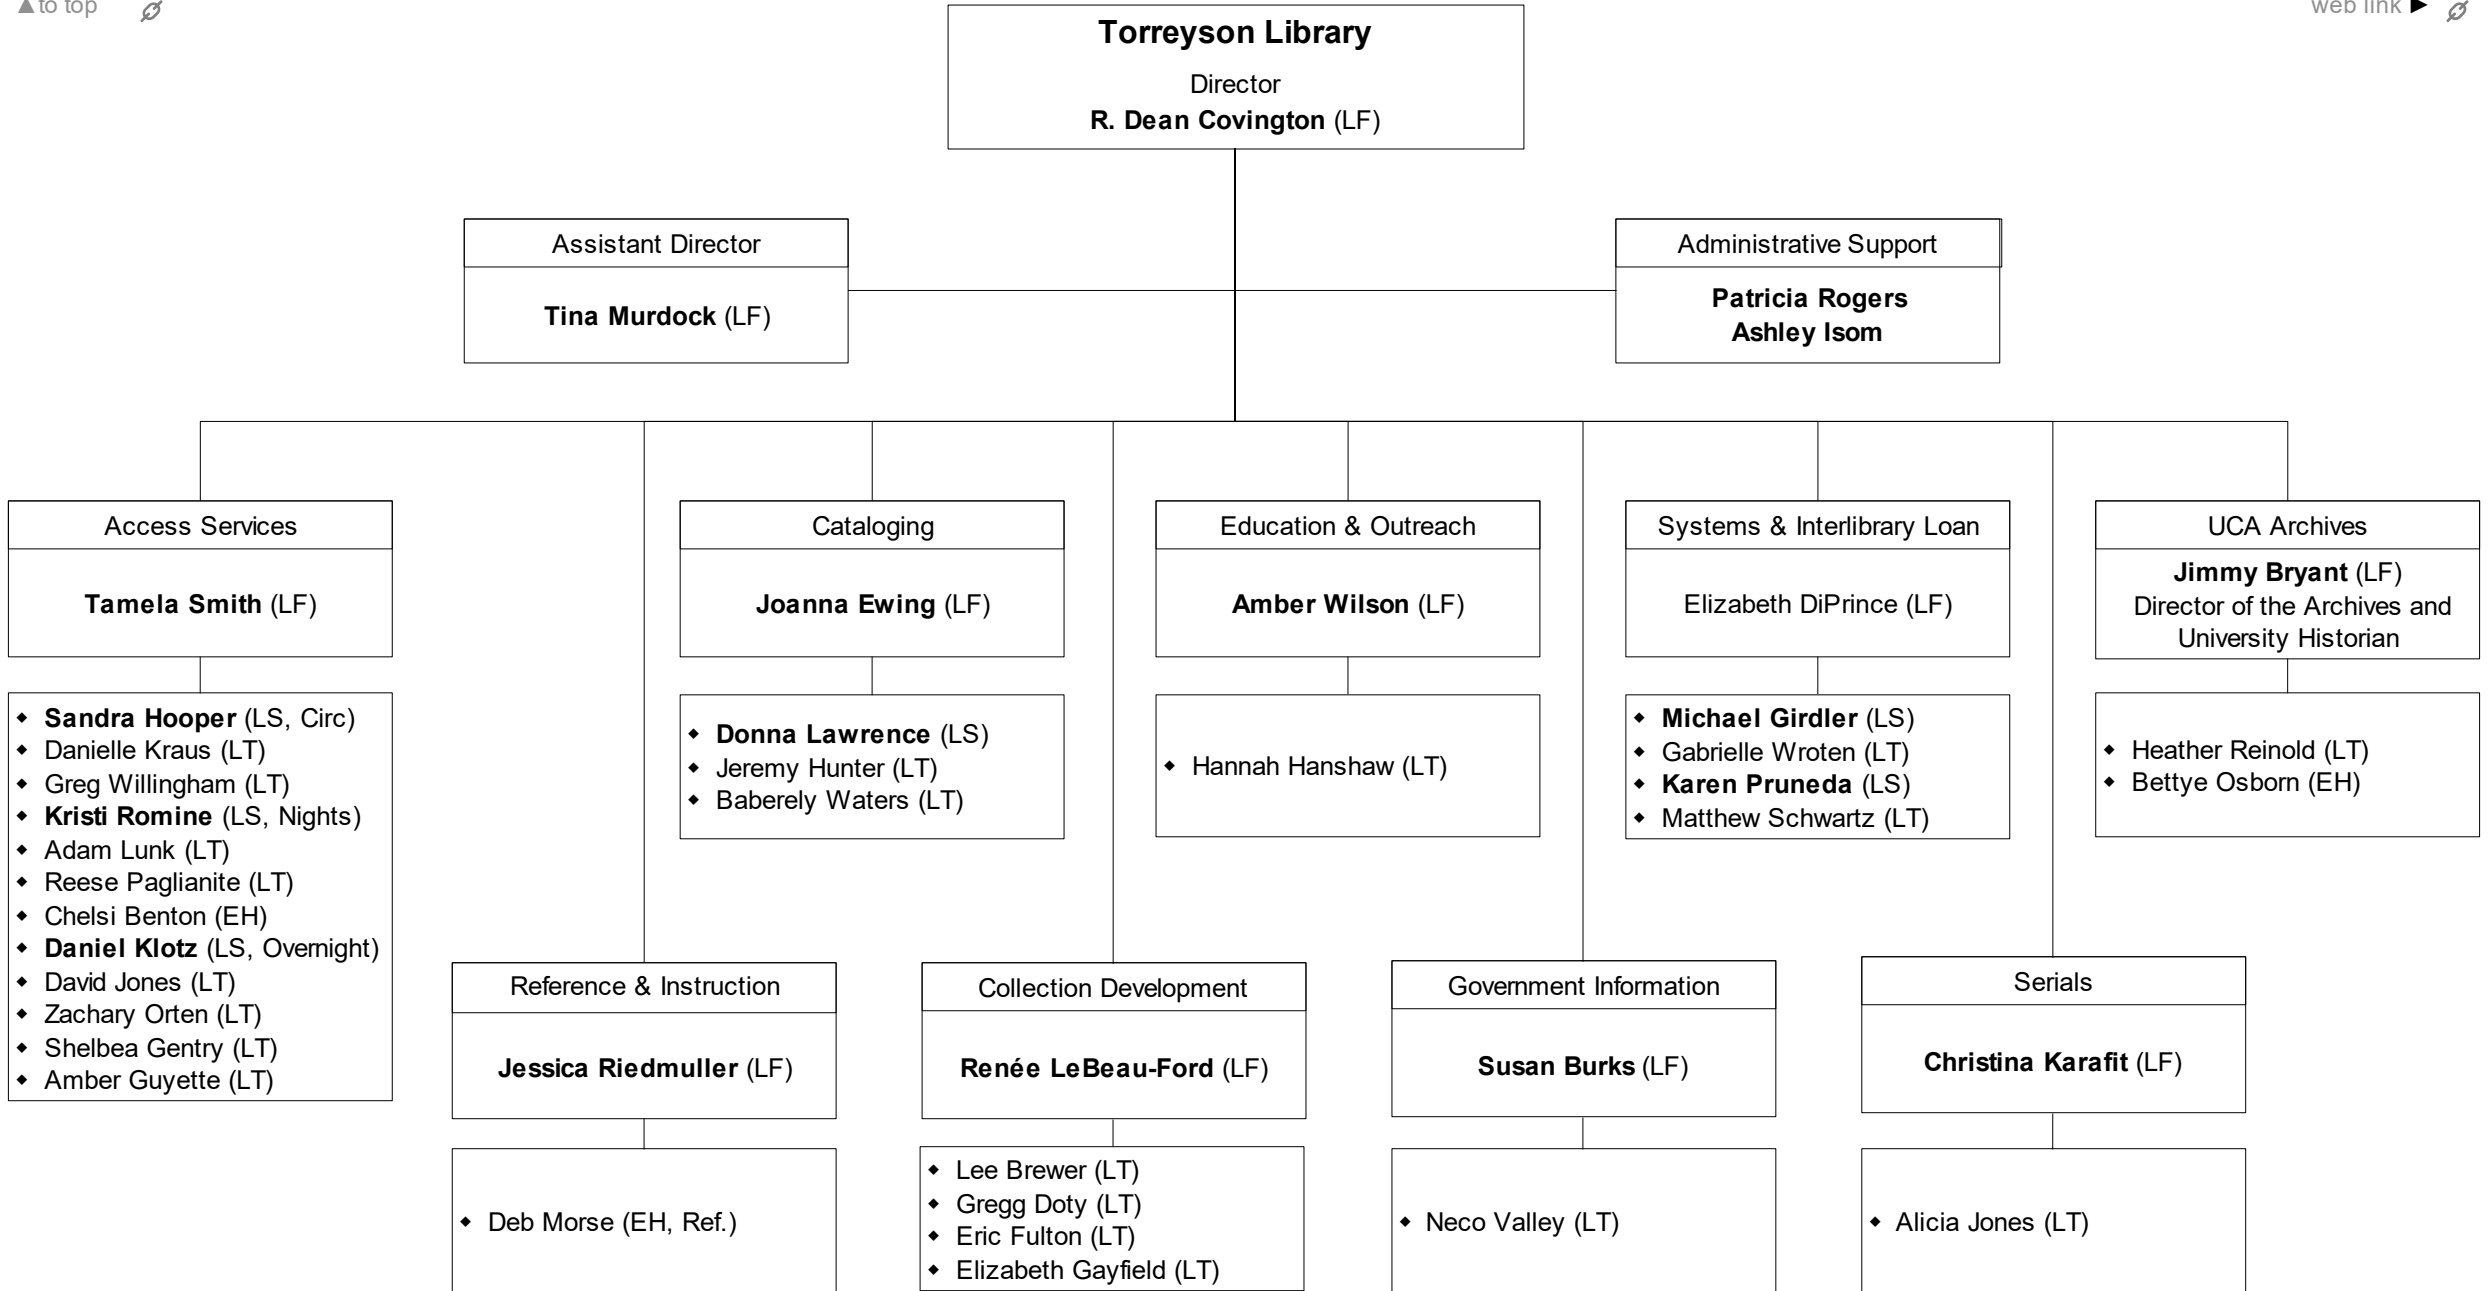 ▲to top
web link ►
Torreyson Library
Director
R. Dean Covington (LF)
Assistant Director
Tina Murdock (LF)
Administrative Support
Patricia Rogers
Ashley Isom
Access Services
Tamela Smith (LF)
Cataloging
Joanna Ewing (LF)
Education & Outreach
Amber Wilson (LF)
Systems & Interlibrary Loan
Elizabeth DiPrince (LF)
UCA Archives
Jimmy Bryant (LF)
Director of the Archives and
University Historian
◆ Sandra Hooper (LS, Circ)
◆ Danielle Kraus (LT)
◆ Greg Willingham (LT)
◆ Kristi Romine (LS, Nights)
◆ Adam Lunk (LT)
◆ Reese Paglianite (LT)
◆ Chelsi Benton (EH)
◆ Daniel Klotz (LS, Overnight)
◆ David Jones (LT)
◆ Zachary Orten (LT)
◆ Shelbea Gentry (LT)
◆ Amber Guyette (LT)
◆ Donna Lawrence (LS)
◆ Jeremy Hunter (LT)
◆ Baberely Waters (LT)
◆ Hannah Hanshaw (LT)
◆ Michael Girdler (LS)
◆ Gabrielle Wroten (LT)
◆ Karen Pruneda (LS)
◆ Matthew Schwartz (LT)
◆ Heather Reinold (LT)
◆ Bettye Osborn (EH)
Reference & Instruction
Jessica Riedmuller (LF)
◆ Deb Morse (EH, Ref.)
Collection Development
Renée LeBeau-Ford (LF)
◆ Lee Brewer (LT)
◆ Gregg Doty (LT)
◆ Eric Fulton (LT)
◆ Elizabeth Gayfield (LT)
Government Information
Susan Burks (LF)
◆ Neco Valley (LT)
Serials
Christina Karafit (LF)
◆ Alicia Jones (LT)